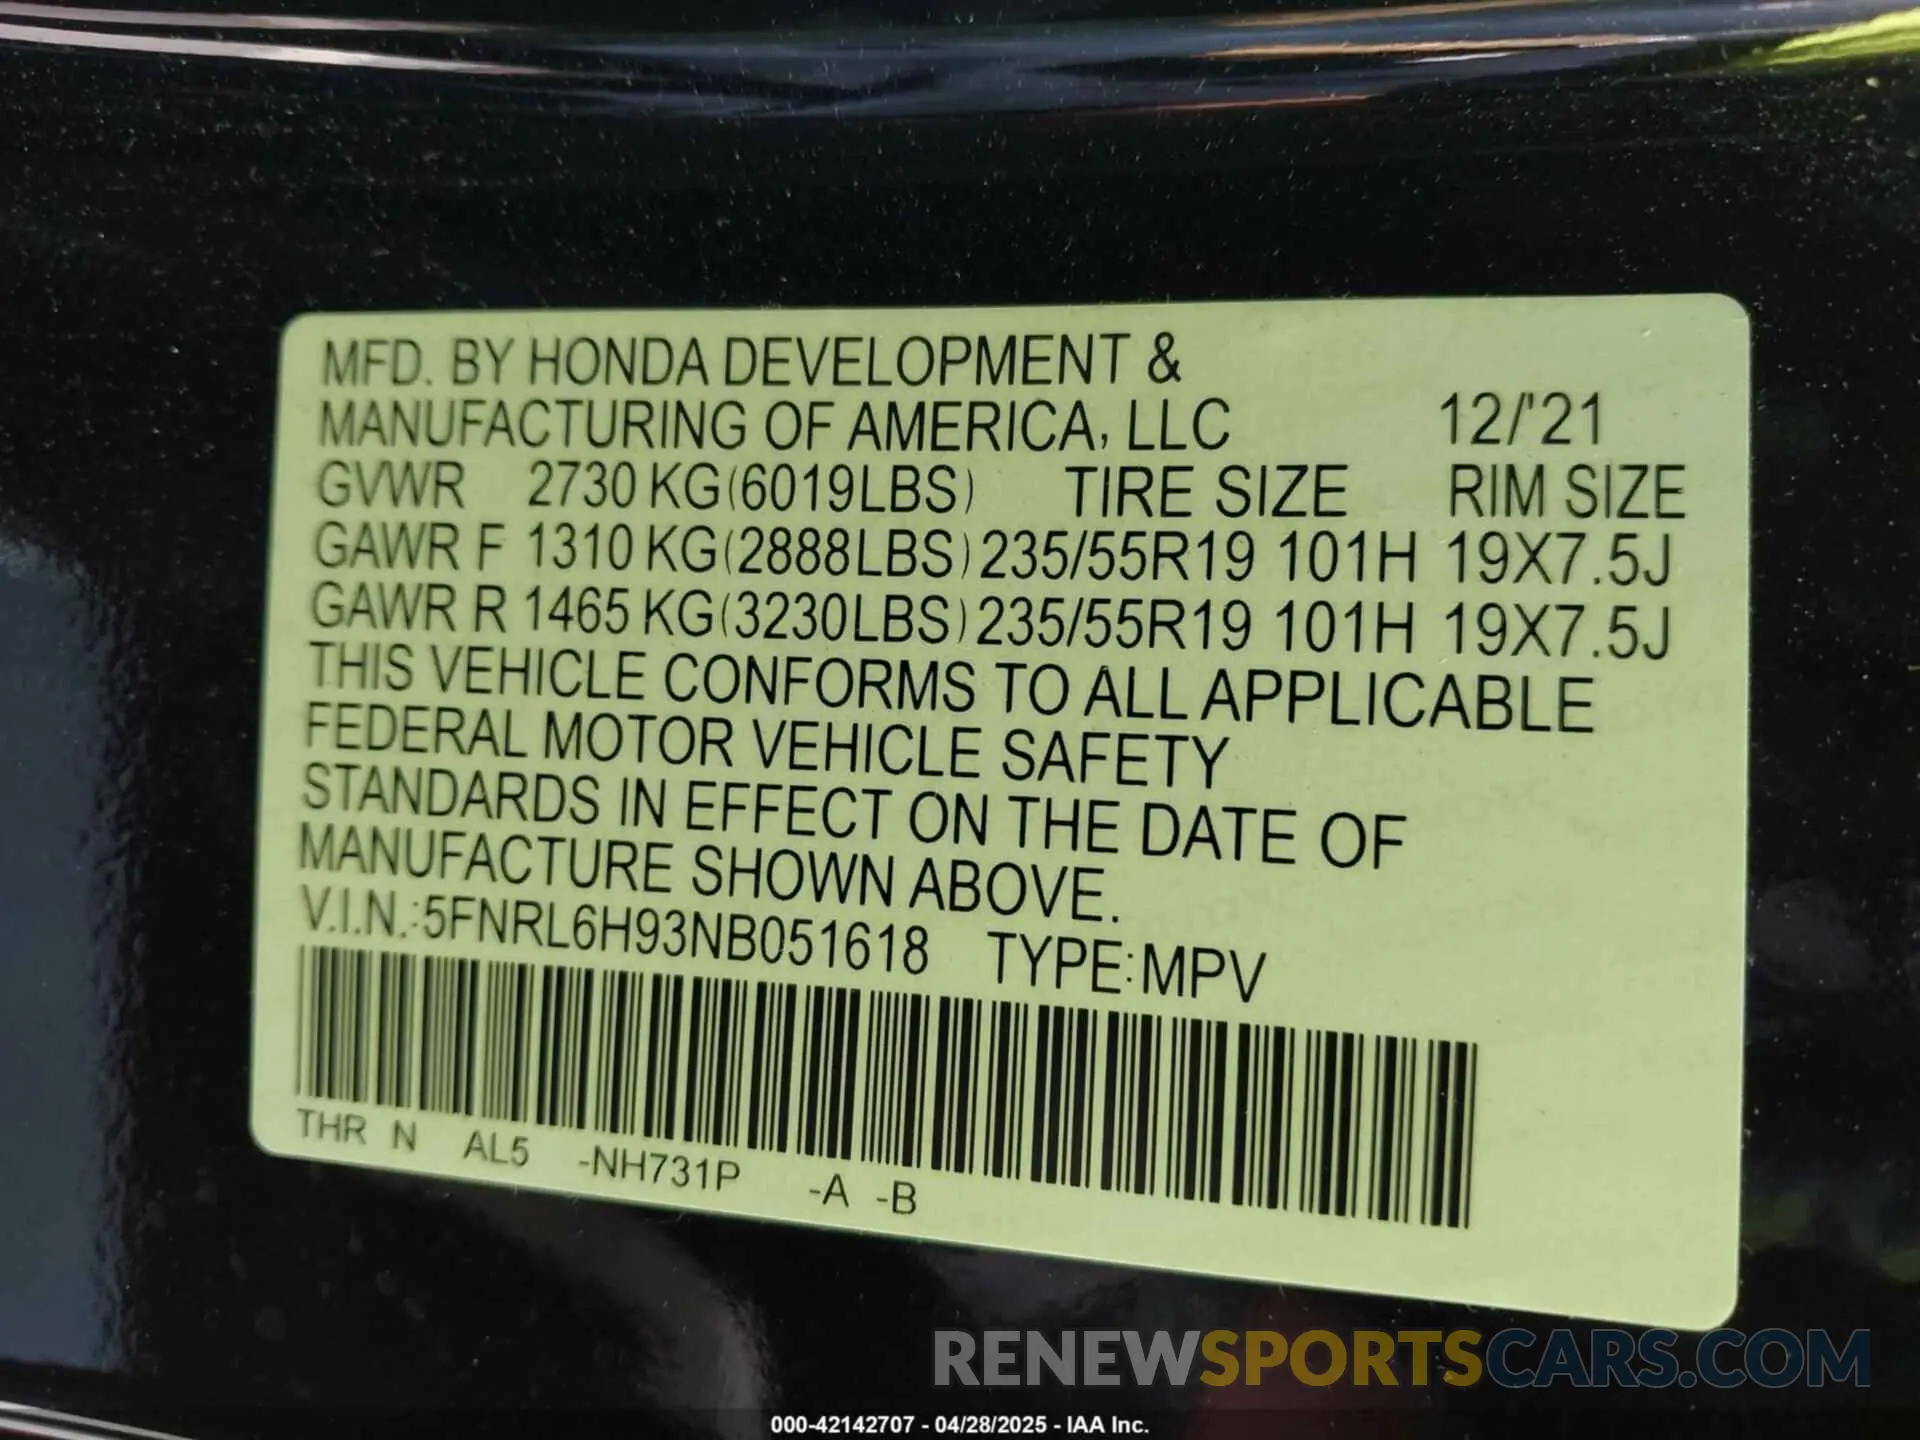 MFD. BY HONDA DEVELOPMENT &
MANUFACTURING OF AMERICA, LLC 12/'21
GVWR 2730 KG(6019LBS) TIRE SIZE RIM SIZE
GAWR F 1310 KG(2888LBS) 235/55R19 101H 19X7.5J
GAWR R 1465 KG(3230LBS) 235/55R19 101H 19X7.5J
THIS VEHICLE CONFORMS TO ALL APPLICABLE
FEDERAL MOTOR VEHICLE SAFETY
STANDARDS IN EFFECT ON THE DATE OF
MANUFACTURE SHOWN ABOVE.
V.I.N.:5FNRL6H93NB051618 TYPE:MPV
THR N AL5 -NH731P -A -B
RENEWSPORTSCARS.COM
000-42142707 - 04/28/2025 - IAA Inc.